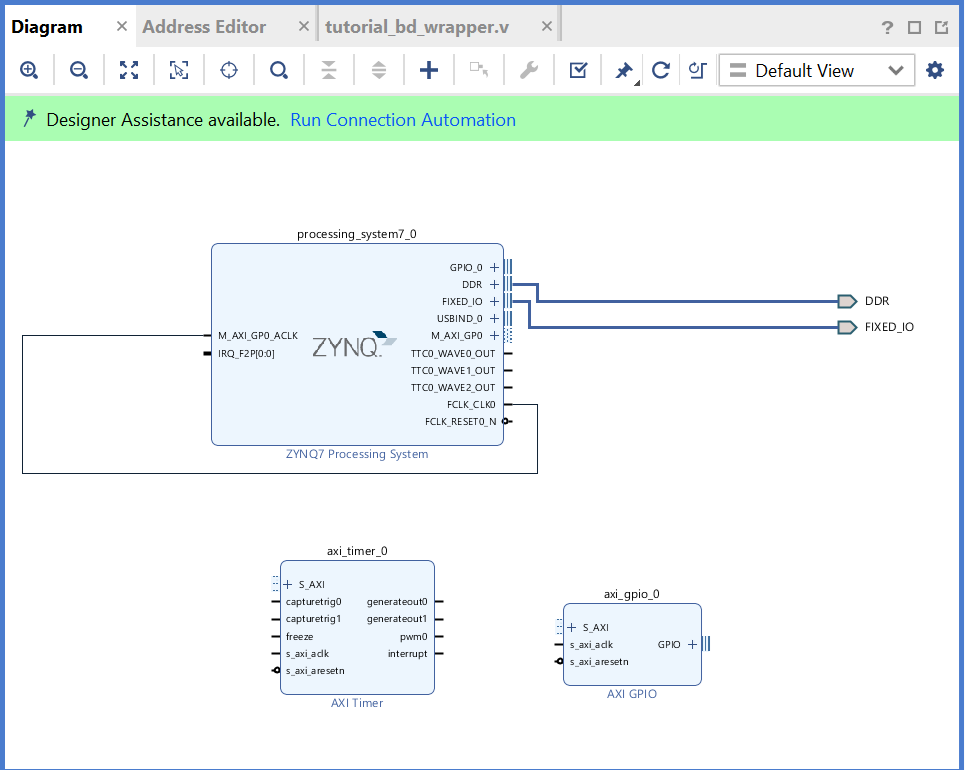 Diagram × Address Editor × tutorial_bd_wrapper.v × ?
Default View
Designer Assistance available. Run Connection Automation
processing_system7_0
GPIO_0
DDR
FIXED_IO
USBIND_0
M_AXI_GP0_ACLK
M_AXI_GP0
IRQ_F2P[0:0]
ZYNQ.
TTC0_WAVE0_OUT
TTC0_WAVE1_OUT
TTC0_WAVE2_OUT
FCLK_CLK0
FCLK_RESET0_N
ZYNQ7 Processing System
DDR
FIXED_IO
axi_timer_0
S_AXI
capturetrig0 generateout0
capturetrig1 generateout1
freeze pwm0
s_axi_aclk interrupt
s_axi_aresetn
AXI Timer
axi_gpio_0
S_AXI
s_axi_aclk GPIO
s_axi_aresetn
AXI GPIO